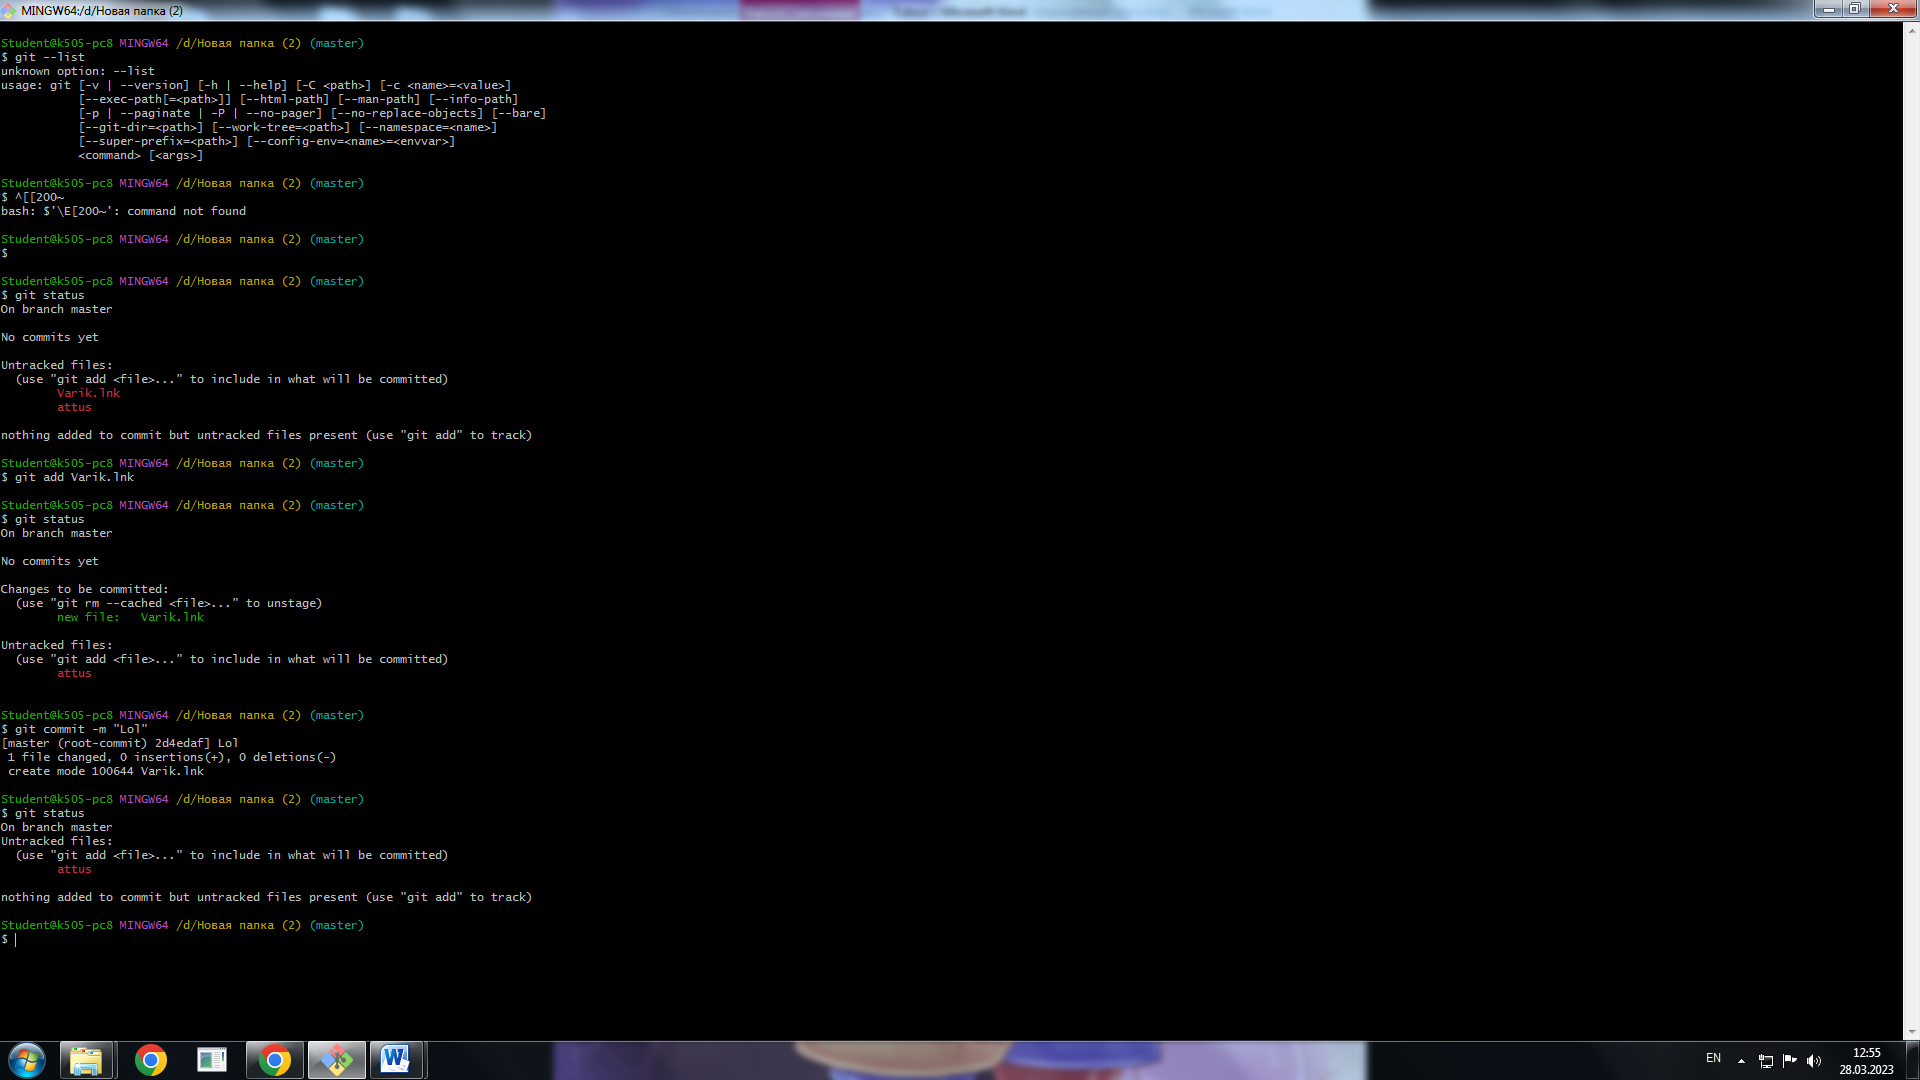 MINGW64:/d/Новая папка (2)
Student@k505-pc8 MINGW64 /d/Новая папка (2) (master)
$ git --list
unknown option: --list
usage: git [-v | --version] [-h | --help] [-C <path>] [-c <name>=<value>]
           [--exec-path[=<path>]] [--html-path] [--man-path] [--info-path]
           [-p | --paginate | -P | --no-pager] [--no-replace-objects] [--bare]
           [--git-dir=<path>] [--work-tree=<path>] [--namespace=<name>]
           [--super-prefix=<path>] [--config-env=<name>=<envvar>]
           <command> [<args>]
Student@k505-pc8 MINGW64 /d/Новая папка (2) (master)
$ ^[[200~
bash: $'\E[200~': command not found
Student@k505-pc8 MINGW64 /d/Новая папка (2) (master)
$
Student@k505-pc8 MINGW64 /d/Новая папка (2) (master)
$ git status
On branch master
No commits yet
Untracked files:
  (use "git add <file>..." to include in what will be committed)
        Varik.lnk
        attus
nothing added to commit but untracked files present (use "git add" to track)
Student@k505-pc8 MINGW64 /d/Новая папка (2) (master)
$ git add Varik.lnk
Student@k505-pc8 MINGW64 /d/Новая папка (2) (master)
$ git status
On branch master
No commits yet
Changes to be committed:
  (use "git rm --cached <file>..." to unstage)
        new file:   Varik.lnk
Untracked files:
  (use "git add <file>..." to include in what will be committed)
        attus
Student@k505-pc8 MINGW64 /d/Новая папка (2) (master)
$ git commit -m "Lol"
[master (root-commit) 2d4edaf] Lol
 1 file changed, 0 insertions(+), 0 deletions(-)
 create mode 100644 Varik.lnk
Student@k505-pc8 MINGW64 /d/Новая папка (2) (master)
$ git status
On branch master
Untracked files:
  (use "git add <file>..." to include in what will be committed)
        attus
nothing added to commit but untracked files present (use "git add" to track)
Student@k505-pc8 MINGW64 /d/Новая папка (2) (master)
$
EN
12:55
28.03.2023